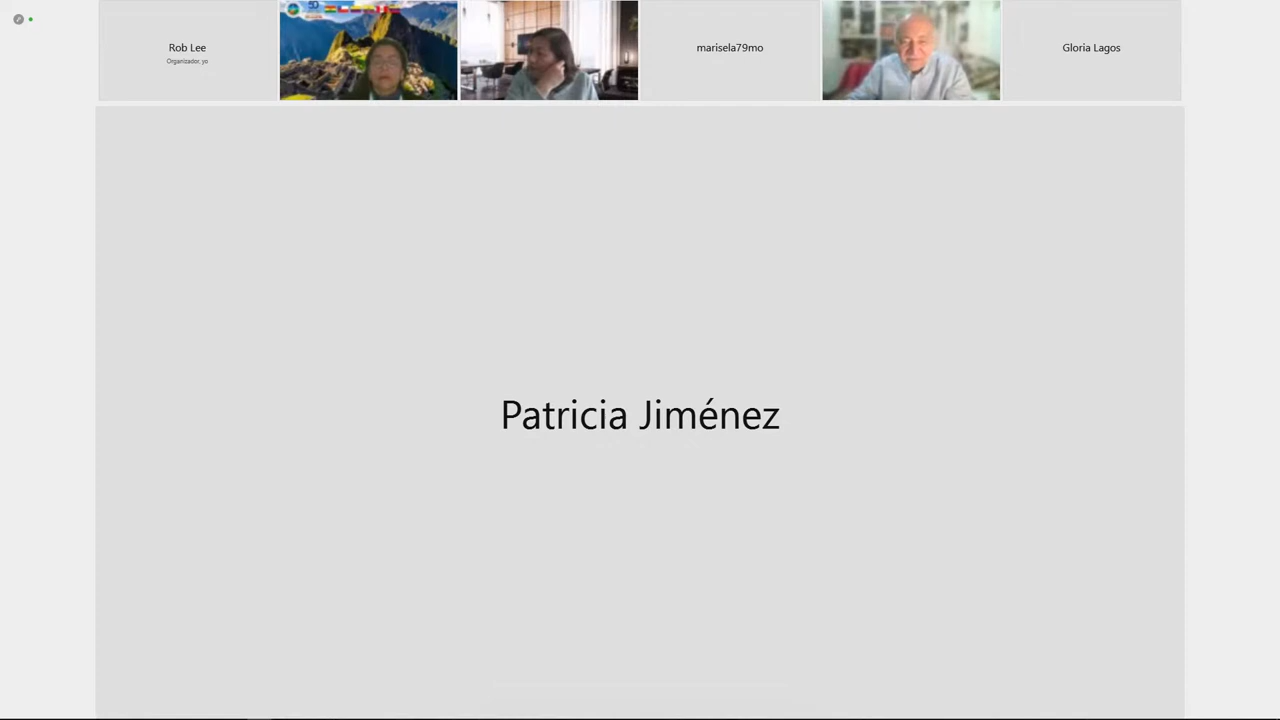 Rob Lee
Organizador, yo
marisela79mo
Gloria Lagos
Patricia Jiménez